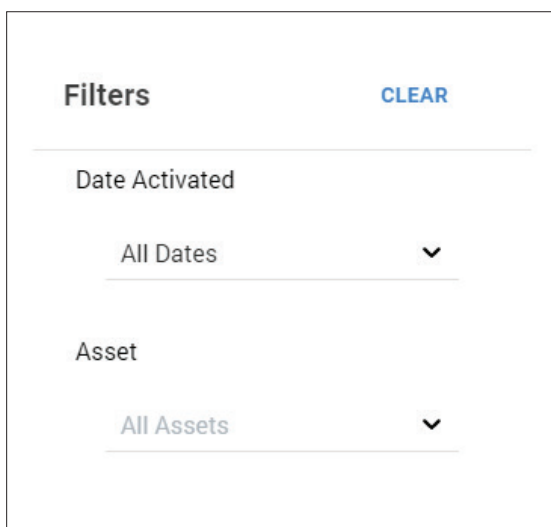 Filters CLEAR
Date Activated
All Dates
Asset
All Assets